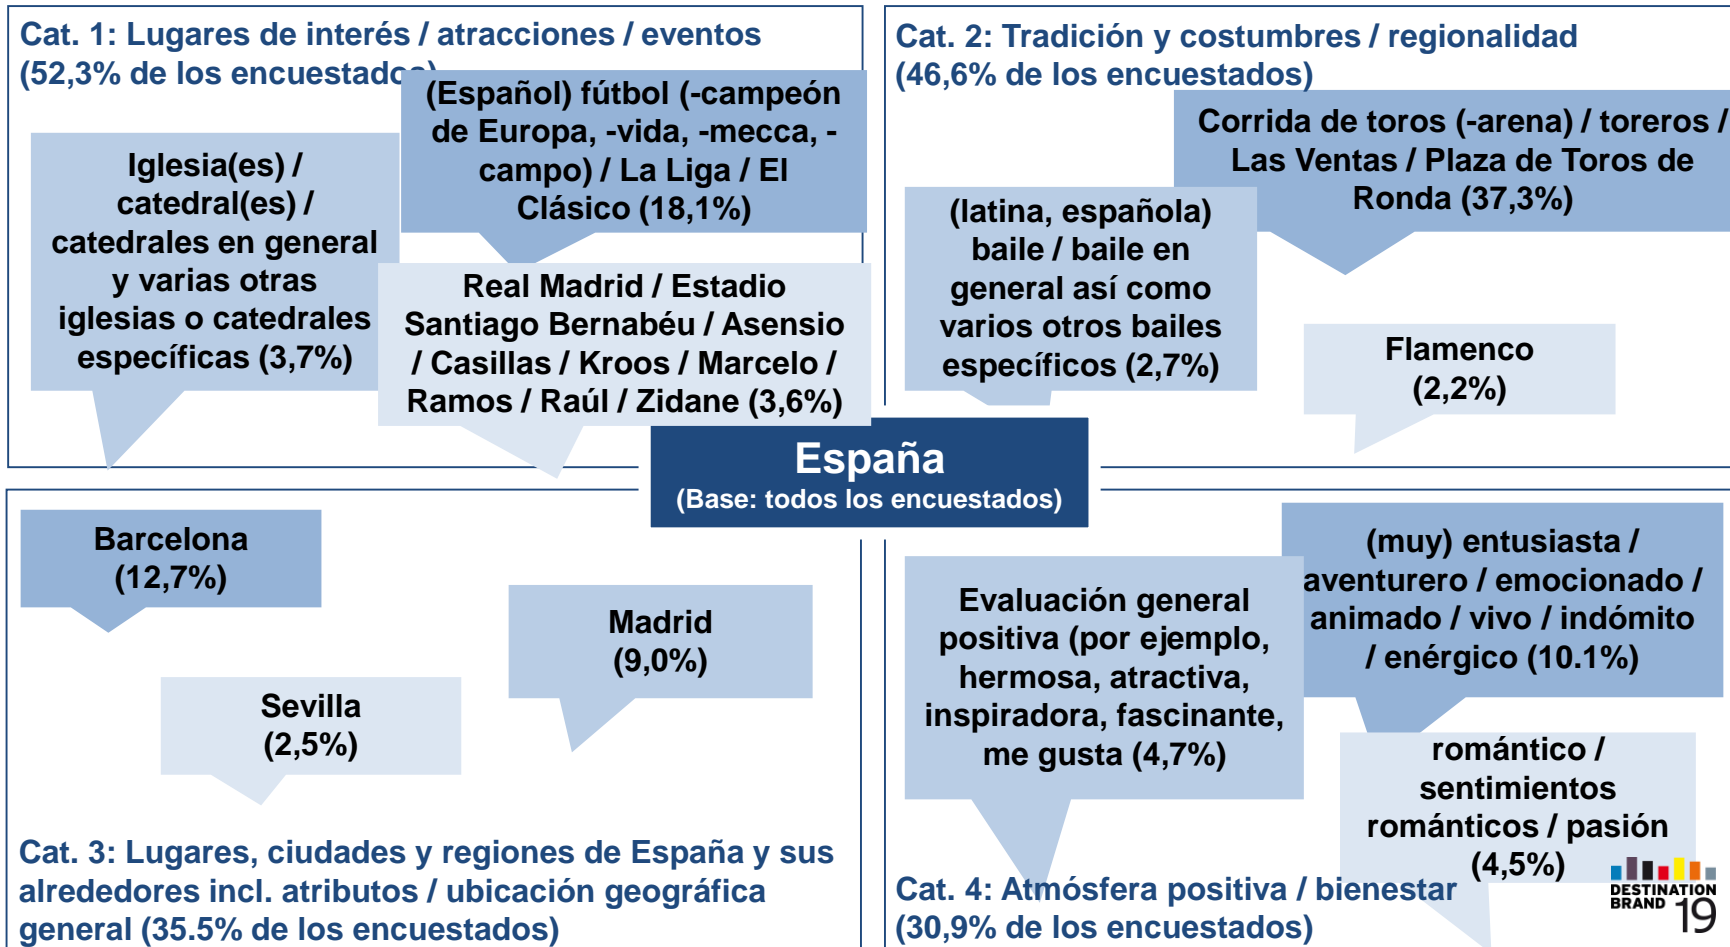 Cat. 1: Lugares de interés / atracciones / eventos
(52,3% de los encuestados)
(Español) fútbol (-campeón
de Europa, -vida, -mecca, -
campo) / La Liga / El
Clásico (18,1%)
Iglesia(es) /
catedral(es) /
catedrales en general
y varias otras
iglesias o catedrales
específicas (3,7%)
Real Madrid / Estadio
Santiago Bernabéu / Asensio
/ Casillas / Kroos / Marcelo /
Ramos / Raúl / Zidane (3,6%)
Cat. 2: Tradición y costumbres / regionalidad
(46,6% de los encuestados)
Corrida de toros (-arena) / toreros /
Las Ventas / Plaza de Toros de
Ronda (37,3%)
(latina, española)
baile / baile en
general así como
varios otros bailes
específicos (2,7%)
Flamenco
(2,2%)
España
(Base: todos los encuestados)
Barcelona
(12,7%)
Madrid
(9,0%)
Sevilla
(2,5%)
Cat. 3: Lugares, ciudades y regiones de España y sus
alrededores incl. atributos / ubicación geográfica
general (35.5% de los encuestados)
(muy) entusiasta /
aventurero / emocionado /
animado / vivo / indómito
/ enérgico (10.1%)
Evaluación general
positiva (por ejemplo,
hermosa, atractiva,
inspiradora, fascinante,
me gusta (4,7%)
romántico /
sentimientos
románticos / pasión
(4,5%)
Cat. 4: Atmósfera positiva / bienestar
(30,9% de los encuestados)
DESTINATION
BRAND 19